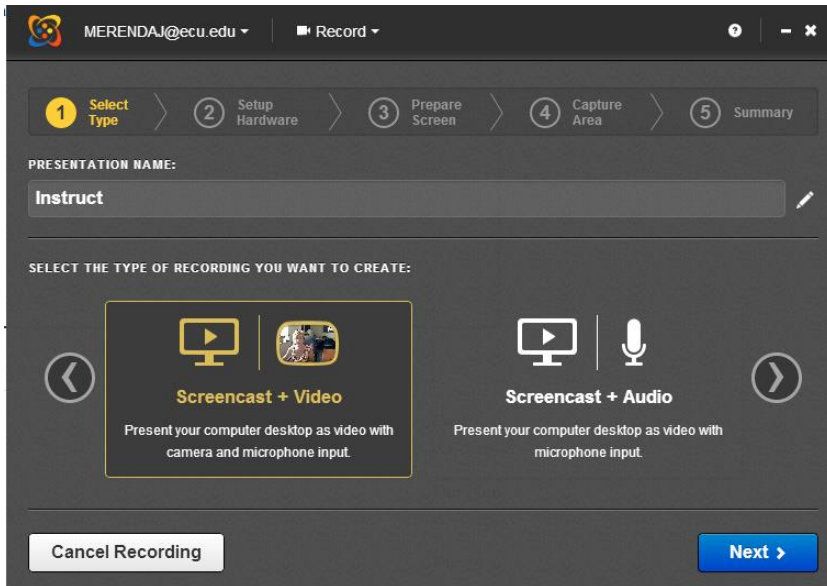 MERENDAJ@ecu.edu Record
1 Select Type 2 Setup Hardware 3 Prepare Screen 4 Capture Area 5 Summary
PRESENTATION NAME:
Instruct
SELECT THE TYPE OF RECORDING YOU WANT TO CREATE:
Screencast + Video
Present your computer desktop as video with
camera and microphone input.
Screencast + Audio
Present your computer desktop as video with
microphone input.
Cancel Recording
Next >